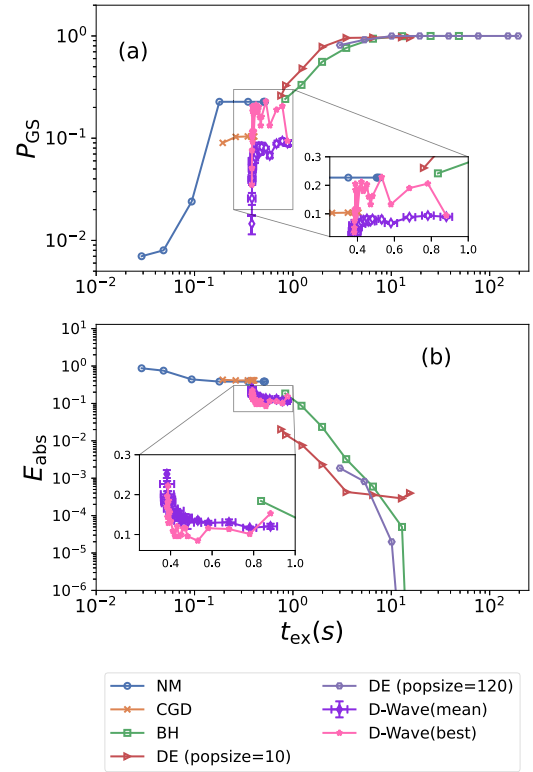 (a)
P_GS
10^0
10^-1
10^-2
0.3
0.2
0.1
0.4 0.6 0.8 1.0
10^-2 10^-1 10^0 10^1 10^2
(b)
E_abs
10^1
10^0
10^-1
10^-2
10^-3
10^-4
10^-5
10^-6
0.3
0.2
0.1
0.4 0.6 0.8 1.0
10^-2 10^-1 10^0 10^1 10^2
t_ex(s)
NM
CGD
BH
DE (popsize=10)
DE (popsize=120)
D-Wave(mean)
D-Wave(best)